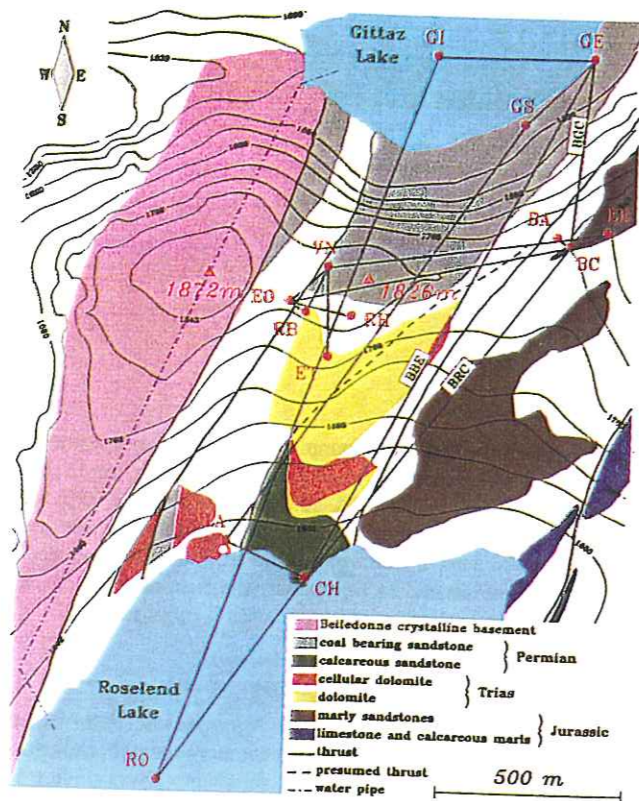 N
W E
S
Gittaz
Lake
GI
GE
GS
BGC
BA
BC
VN
EO
RB
RH
ET
1872m
1826m
BBE
BRC
A
CH
Roselend
Lake
RO
Belledonne crystalline basement
coal bearing sandstone
calcareous sandstone
Permian
cellular dolomite
dolomite
Trias
marly sandstones
limestone and calcareous marls
Jurassic
thrust
presumed thrust
water pipe
500 m